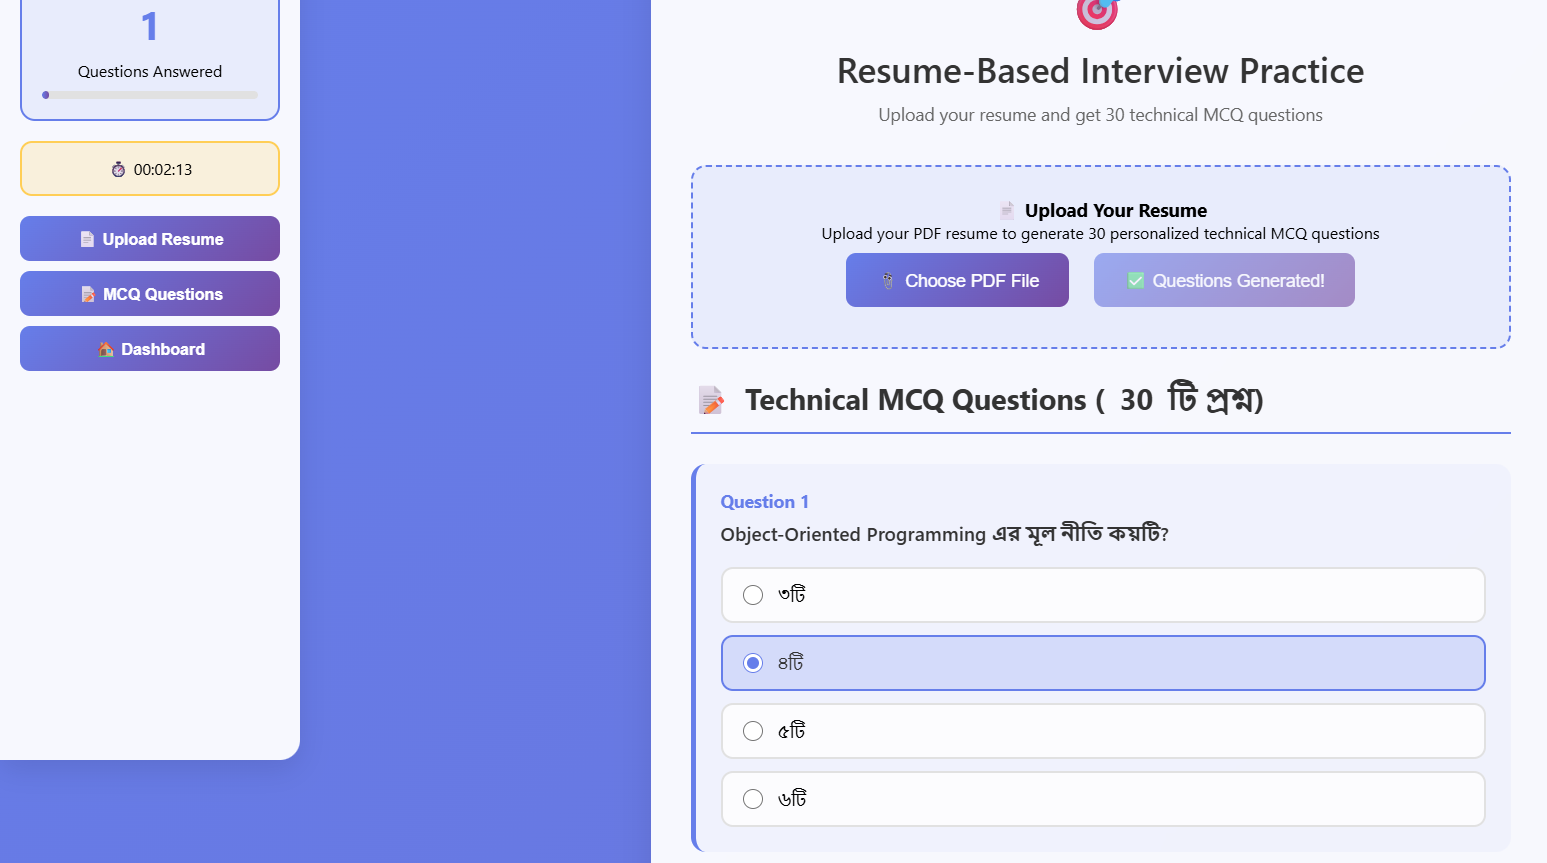 1
Questions Answered
00:02:13
Upload Resume
MCQ Questions
Dashboard
Resume-Based Interview Practice
Upload your resume and get 30 technical MCQ questions
Upload Your Resume
Upload your PDF resume to generate 30 personalized technical MCQ questions
Choose PDF File
Questions Generated!
Technical MCQ Questions ( 30 টি প্রশ্ন)
Question 1
Object-Oriented Programming এর মূল নীতি কয়টি?
৩টি
৪টি
৫টি
৬টি